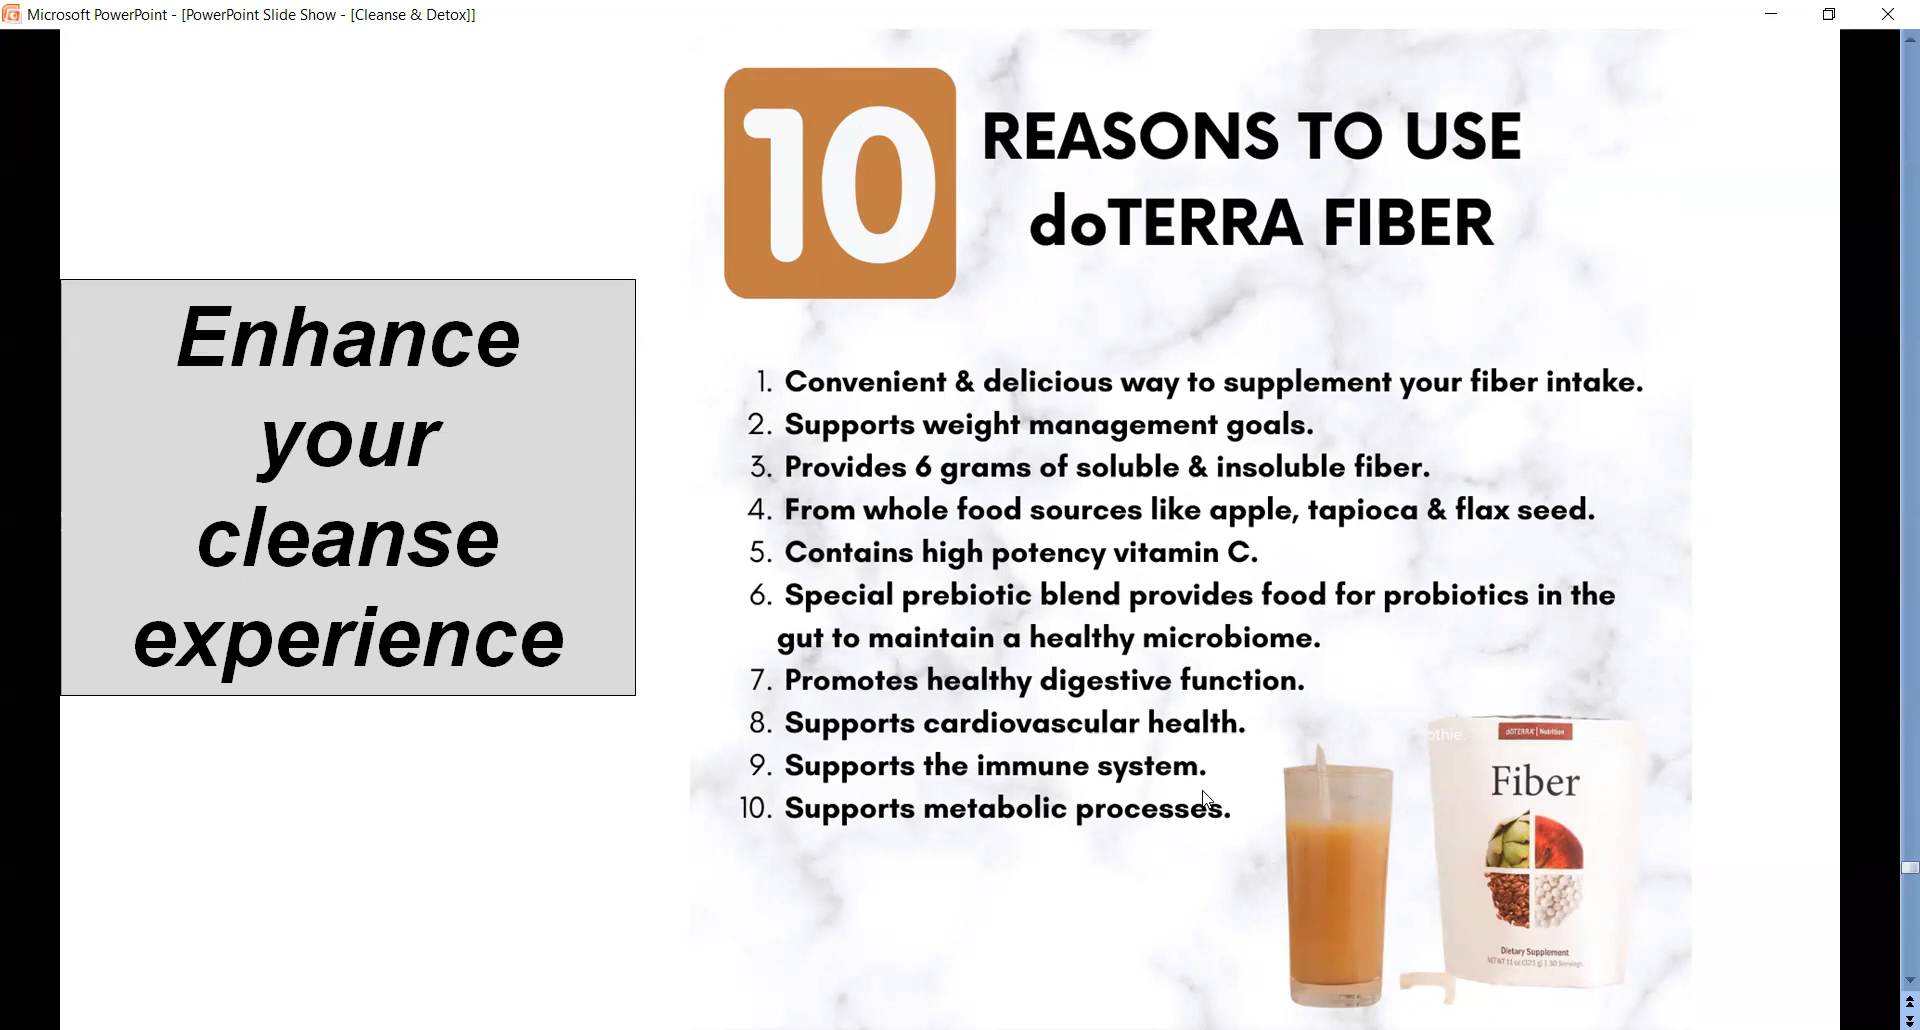 Microsoft PowerPoint - [PowerPoint Slide Show - [Cleanse & Detox]]
Enhance
your
cleanse
experience
10
REASONS TO USE
doTERRA FIBER
1. Convenient & delicious way to supplement your fiber intake.
2. Supports weight management goals.
3. Provides 6 grams of soluble & insoluble fiber.
4. From whole food sources like apple, tapioca & flax seed.
5. Contains high potency vitamin C.
6. Special prebiotic blend provides food for probiotics in the
gut to maintain a healthy microbiome.
7. Promotes healthy digestive function.
8. Supports cardiovascular health.
9. Supports the immune system.
10. Supports metabolic processes.
dōTERRA | Nutrition
Fiber
Dietary Supplement